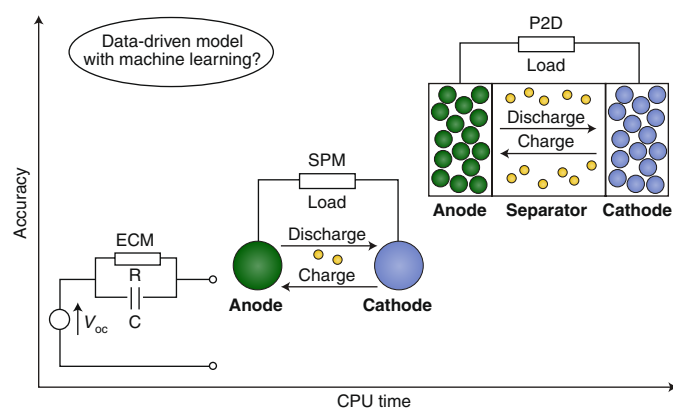 Data-driven model
with machine learning?
P2D
Load
Discharge
Charge
Anode
Separator
Cathode
SPM
Load
Discharge
Charge
Anode
Cathode
ECM
R
C
Voc
Accuracy
CPU time